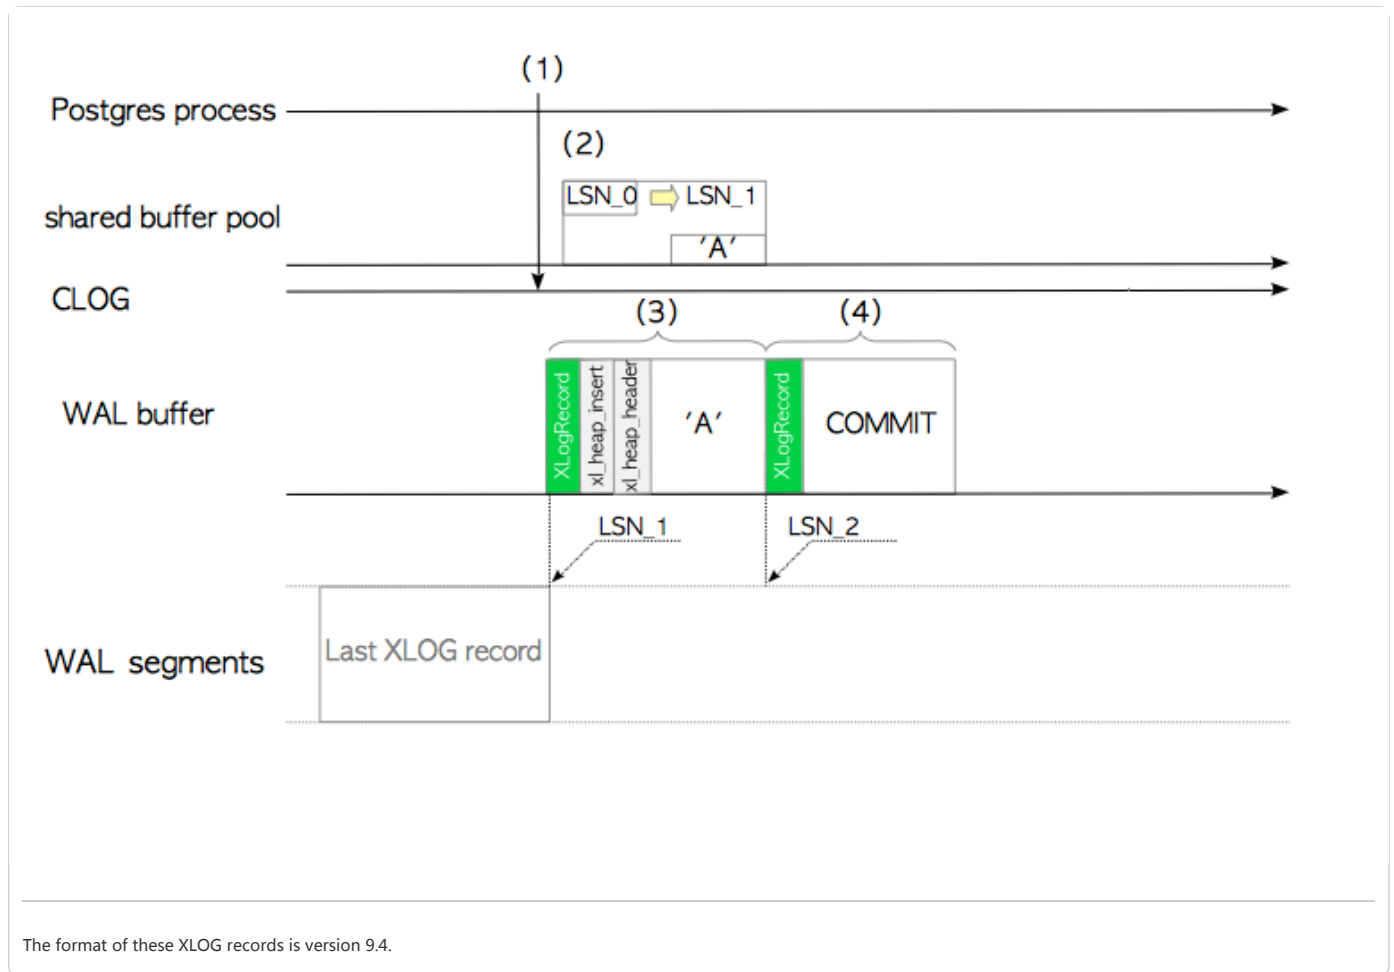 (1)
Postgres process
(2)
LSN_0 LSN_1
shared buffer pool
'A'
CLOG
(3) (4)
WAL buffer
XLogRecord
xl_heap_insert
xl_heap_header
'A'
XLogRecord
COMMIT
LSN_1 LSN_2
WAL segments
Last XLOG record
The format of these XLOG records is version 9.4.